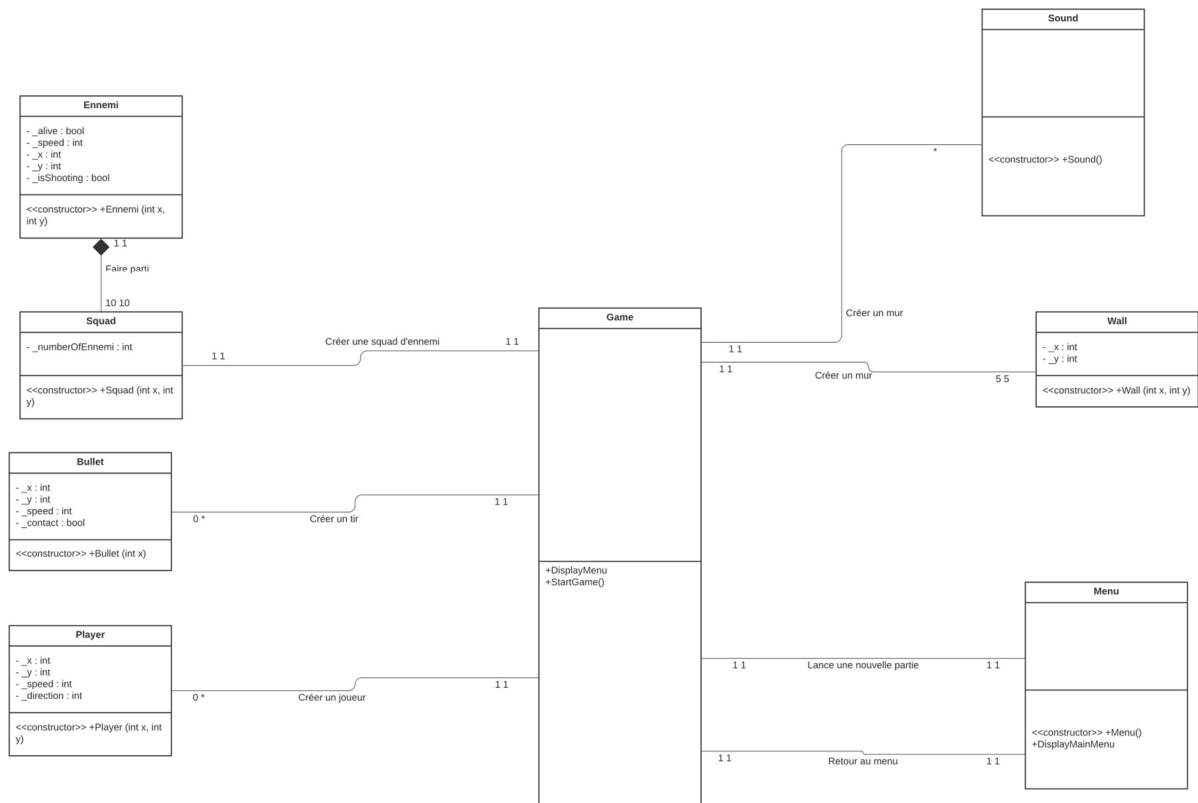 Sound
<<constructor>> +Sound()
Ennemi
- _alive : bool
- _speed : int
- _x : int
- _y : int
- _isShooting : bool
<<constructor>> +Ennemi (int x,
int y)
1 1
Faire parti
10 10
Squad
- _numberOfEnnemi : int
<<constructor>> +Squad (int x, int
y)
1 1
Créer une squad d'ennemi
1 1
Bullet
- _x : int
- _y : int
- _speed : int
- _contact : bool
<<constructor>> +Bullet (int x)
0 *
Créer un tir
1 1
Player
- _x : int
- _y : int
- _speed : int
- _direction : int
<<constructor>> +Player (int x, int
y)
0 *
Créer un joueur
1 1
Game
+DisplayMenu
+StartGame()
*
Créer un mur
1 1
1 1
Créer un mur
5 5
Wall
- _x : int
- _y : int
<<constructor>> +Wall (int x, int y)
Menu
<<constructor>> +Menu()
+DisplayMainMenu
1 1
Lance une nouvelle partie
1 1
1 1
Retour au menu
1 1